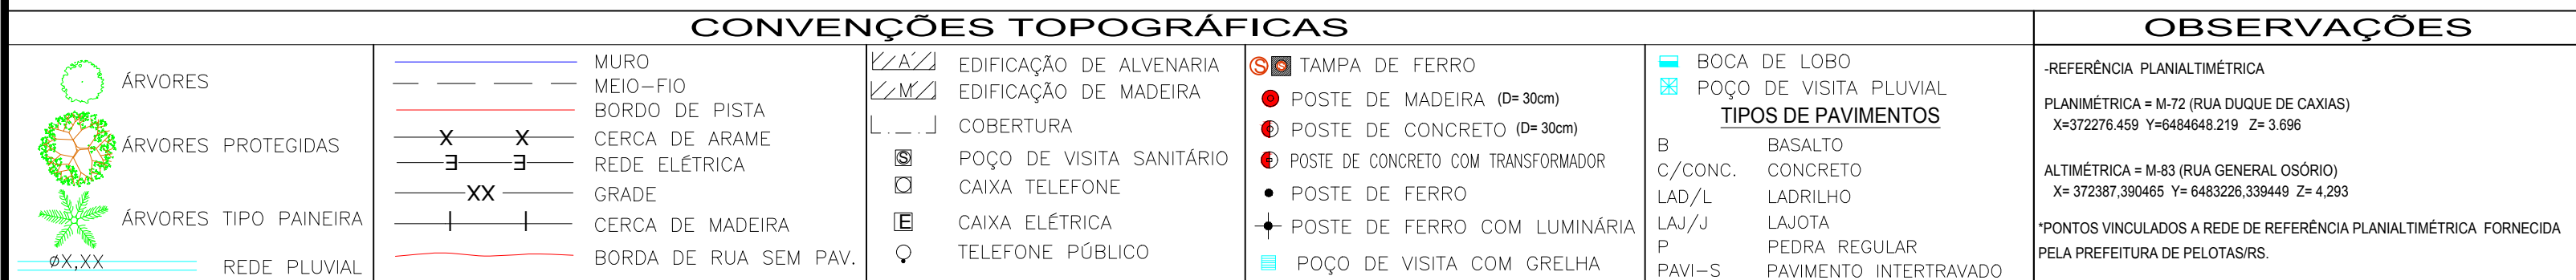 CONVENÇÕES TOPOGRÁFICAS
ÁRVORES
ÁRVORES PROTEGIDAS
ÁRVORES TIPO PAINEIRA
ØX,XX REDE PLUVIAL
MURO
MEIO-FIO
BORDO DE PISTA
X X CERCA DE ARAME
E E REDE ELÉTRICA
XX GRADE
CERCA DE MADEIRA
BORDA DE RUA SEM PAV.
A EDIFICAÇÃO DE ALVENARIA
M EDIFICAÇÃO DE MADEIRA
COBERTURA
S POÇO DE VISITA SANITÁRIO
CAIXA TELEFONE
E CAIXA ELÉTRICA
TELEFONE PÚBLICO
S S TAMPA DE FERRO
POSTE DE MADEIRA (D= 30cm)
POSTE DE CONCRETO (D= 30cm)
POSTE DE CONCRETO COM TRANSFORMADOR
POSTE DE FERRO
POSTE DE FERRO COM LUMINÁRIA
POÇO DE VISITA COM GRELHA
BOCA DE LOBO
POÇO DE VISITA PLUVIAL
TIPOS DE PAVIMENTOS
B BASALTO
C/CONC. CONCRETO
LAD/L LADRILHO
LAJ/J LAJOTA
P PEDRA REGULAR
PAVI-S PAVIMENTO INTERTRAVADO
OBSERVAÇÕES
-REFERÊNCIA PLANIALTIMÉTRICA
PLANIMÉTRICA = M-72 (RUA DUQUE DE CAXIAS)
X=372276.459 Y=6484648.219 Z= 3.696
ALTIMÉTRICA = M-83 (RUA GENERAL OSÓRIO)
X= 372387,390465 Y= 6483226,339449 Z= 4,293
*PONTOS VINCULADOS A REDE DE REFERÊNCIA PLANIALTIMÉTRICA FORNECIDA
PELA PREFEITURA DE PELOTAS/RS.